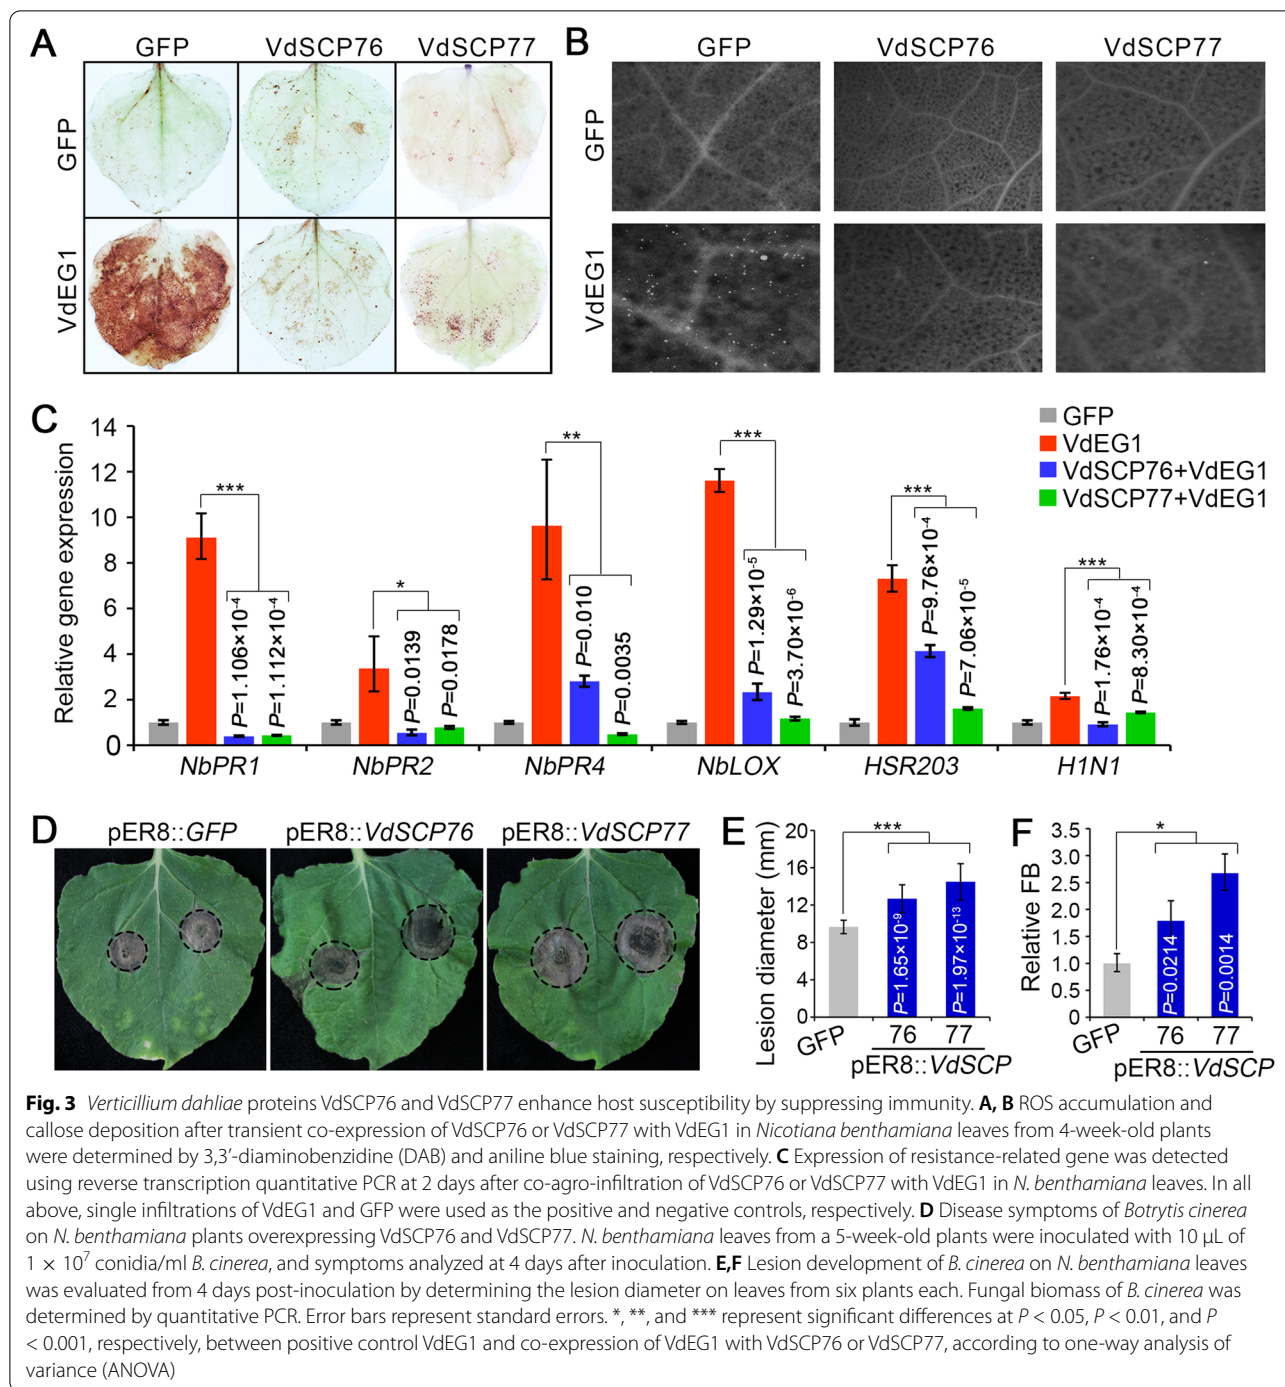 A
GFP VdSCP76 VdSCP77
GFP
VdEG1
B
GFP VdSCP76 VdSCP77
GFP
VdEG1
C
Relative gene expression
14
12
10
8
6
4
2
0
GFP
VdEG1
VdSCP76+VdEG1
VdSCP77+VdEG1
***
P=1.106×10⁻⁴
P=1.112×10⁻⁴
*
P=0.0139
P=0.0178
**
P=0.010
P=0.0035
***
P=1.29×10⁻⁵
P=3.70×10⁻⁶
***
P=9.76×10⁻⁴
P=7.06×10⁻⁵
***
P=1.76×10⁻⁴
P=8.30×10⁻⁴
NbPR1 NbPR2 NbPR4 NbLOX HSR203 H1N1
D
pER8::GFP pER8::VdSCP76 pER8::VdSCP77
E
Lesion diameter (mm)
20
16
12
8
4
0
***
P=1.65×10⁻⁹
P=1.97×10⁻¹³
GFP 76 77
pER8::VdSCP
F
Relative FB
3.5
3.0
2.5
2.0
1.5
1.0
0.5
0
*
P=0.0214
P=0.0014
GFP 76 77
pER8::VdSCP
Fig. 3 Verticillium dahliae proteins VdSCP76 and VdSCP77 enhance host susceptibility by suppressing immunity. A, B ROS accumulation and
callose deposition after transient co-expression of VdSCP76 or VdSCP77 with VdEG1 in Nicotiana benthamiana leaves from 4-week-old plants
were determined by 3,3′-diaminobenzidine (DAB) and aniline blue staining, respectively. C Expression of resistance-related gene was detected
using reverse transcription quantitative PCR at 2 days after co-agro-infiltration of VdSCP76 or VdSCP77 with VdEG1 in N. benthamiana leaves. In all
above, single infiltrations of VdEG1 and GFP were used as the positive and negative controls, respectively. D Disease symptoms of Botrytis cinerea
on N. benthamiana plants overexpressing VdSCP76 and VdSCP77. N. benthamiana leaves from a 5-week-old plants were inoculated with 10 μL of
1 × 10⁷ conidia/ml B. cinerea, and symptoms analyzed at 4 days after inoculation. E,F Lesion development of B. cinerea on N. benthamiana leaves
was evaluated from 4 days post-inoculation by determining the lesion diameter on leaves from six plants each. Fungal biomass of B. cinerea was
determined by quantitative PCR. Error bars represent standard errors. *, **, and *** represent significant differences at P < 0.05, P < 0.01, and P
< 0.001, respectively, between positive control VdEG1 and co-expression of VdEG1 with VdSCP76 or VdSCP77, according to one-way analysis of
variance (ANOVA)